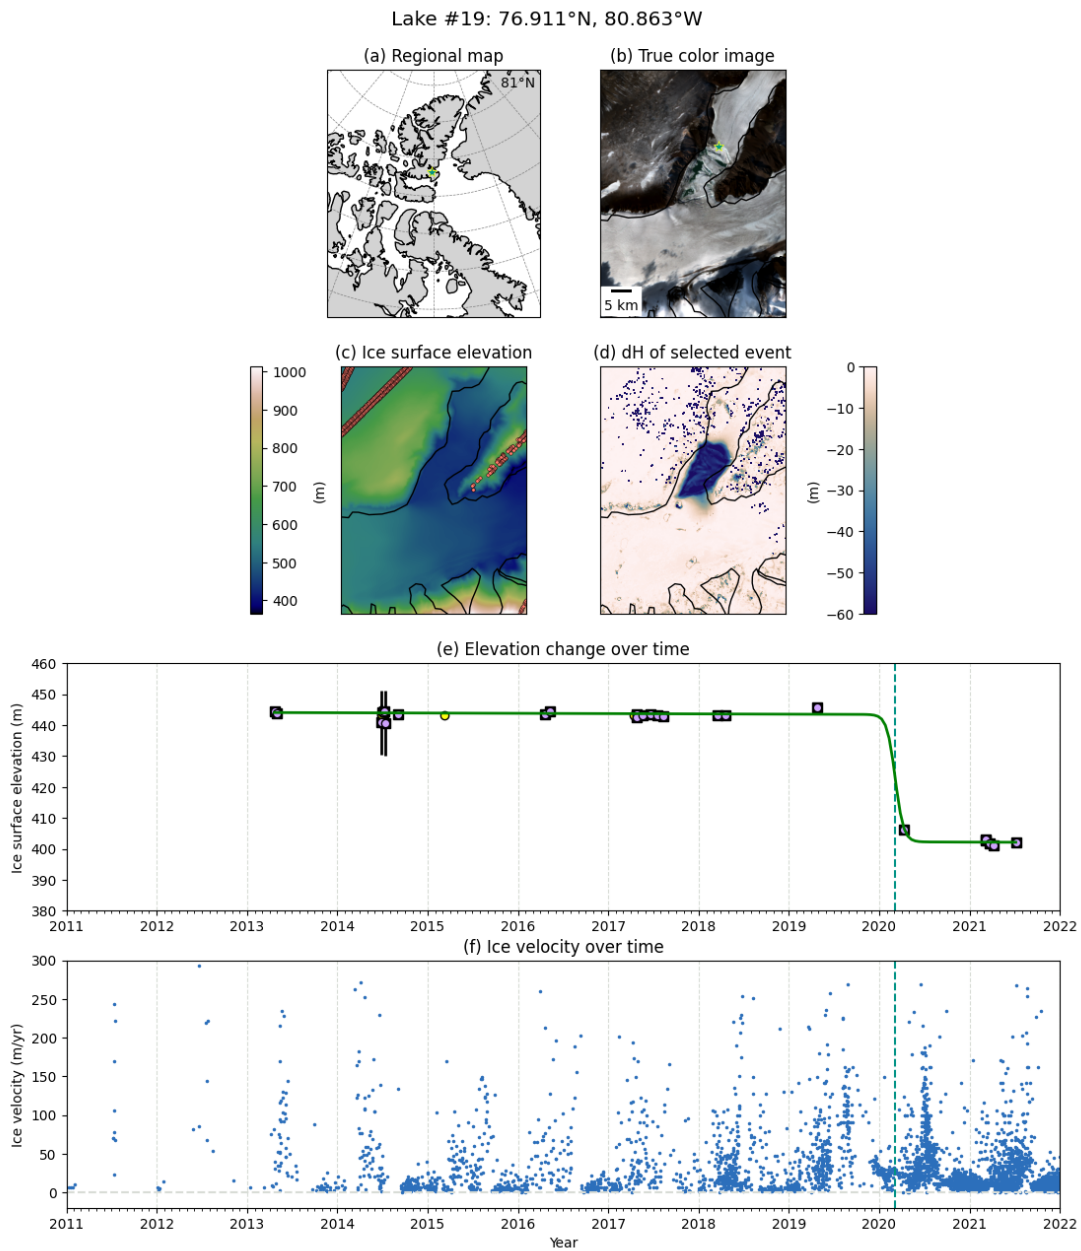 Lake #19: 76.911°N, 80.863°W
(a) Regional map
(b) True color image
81°N
5 km
(c) Ice surface elevation
(d) dH of selected event
1000
900
800
700
600
500
400
(m)
0
−10
−20
−30
−40
−50
−60
(m)
(e) Elevation change over time
460
450
440
430
420
410
400
390
380
Ice surface elevation (m)
2011 2012 2013 2014 2015 2016 2017 2018 2019 2020 2021 2022
(f) Ice velocity over time
300
250
200
150
100
50
0
Ice velocity (m/yr)
2011 2012 2013 2014 2015 2016 2017 2018 2019 2020 2021 2022
Year